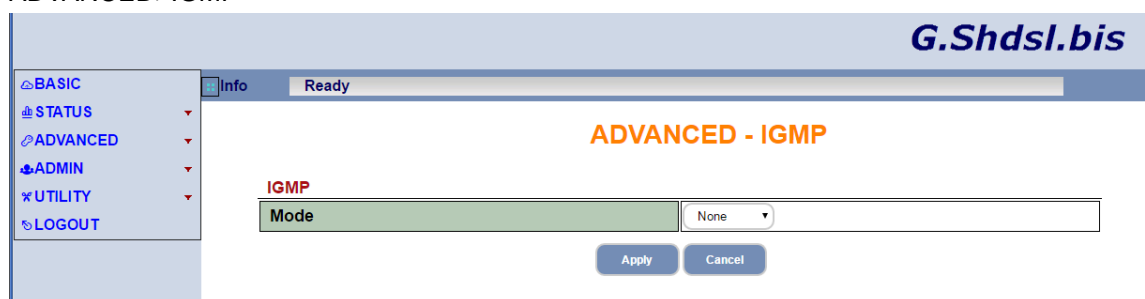 G.Shdsl.bis
BASIC
STATUS
ADVANCED
ADMIN
UTILITY
LOGOUT
Info Ready
ADVANCED - IGMP
IGMP
Mode None
Apply Cancel